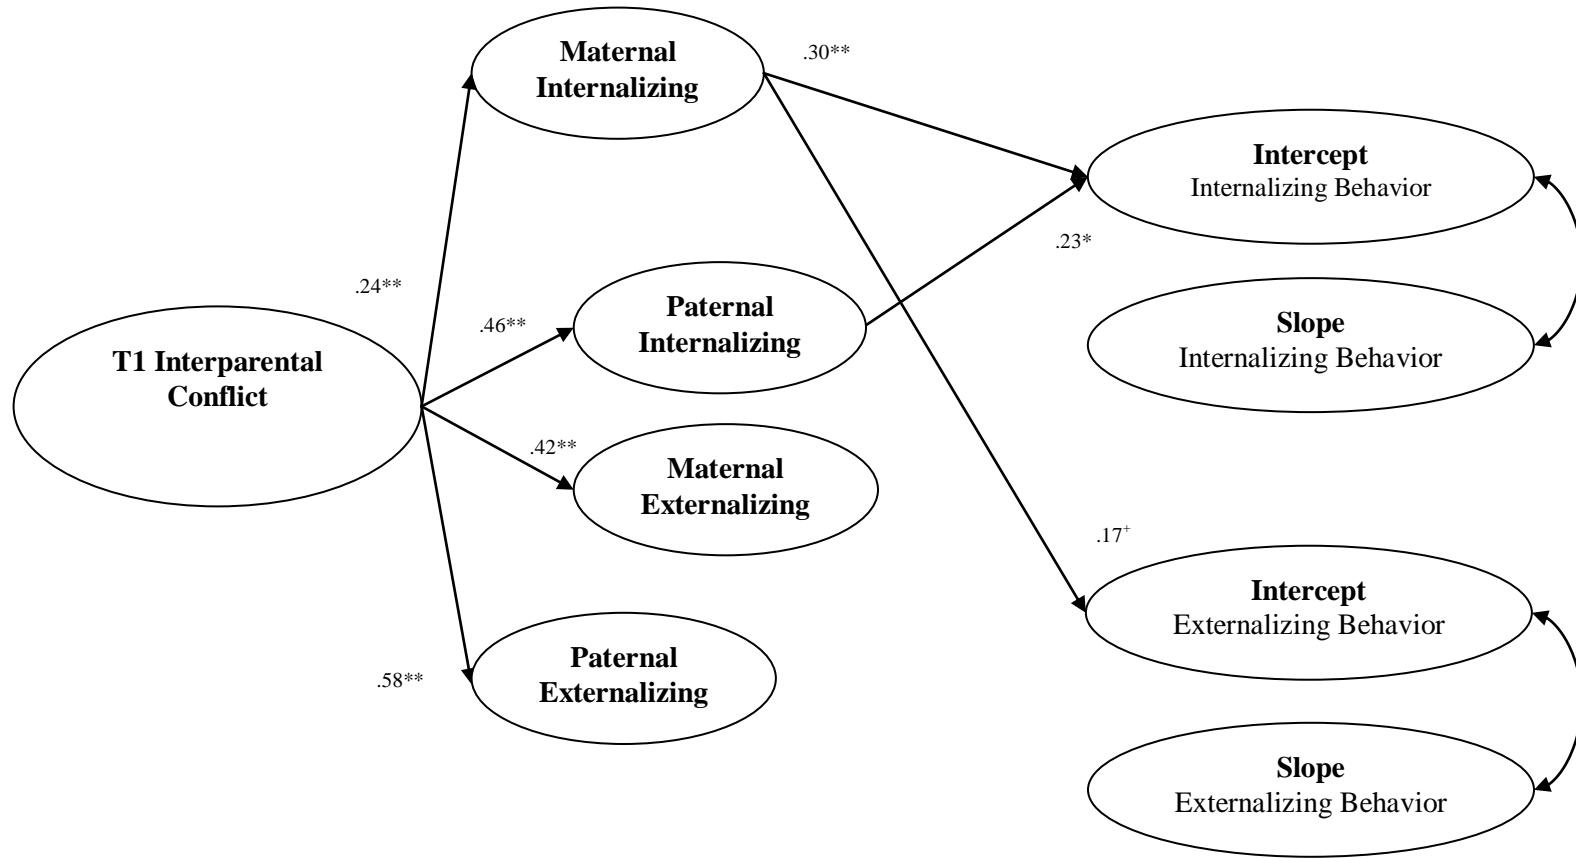 Maternal
Internalizing
.30**
Intercept
Internalizing Behavior
.23*
.24**
Paternal
Internalizing
.46**
Slope
Internalizing Behavior
T1 Interparental
Conflict
.42**
Maternal
Externalizing
.17+
Intercept
Externalizing Behavior
.58**
Paternal
Externalizing
Slope
Externalizing Behavior